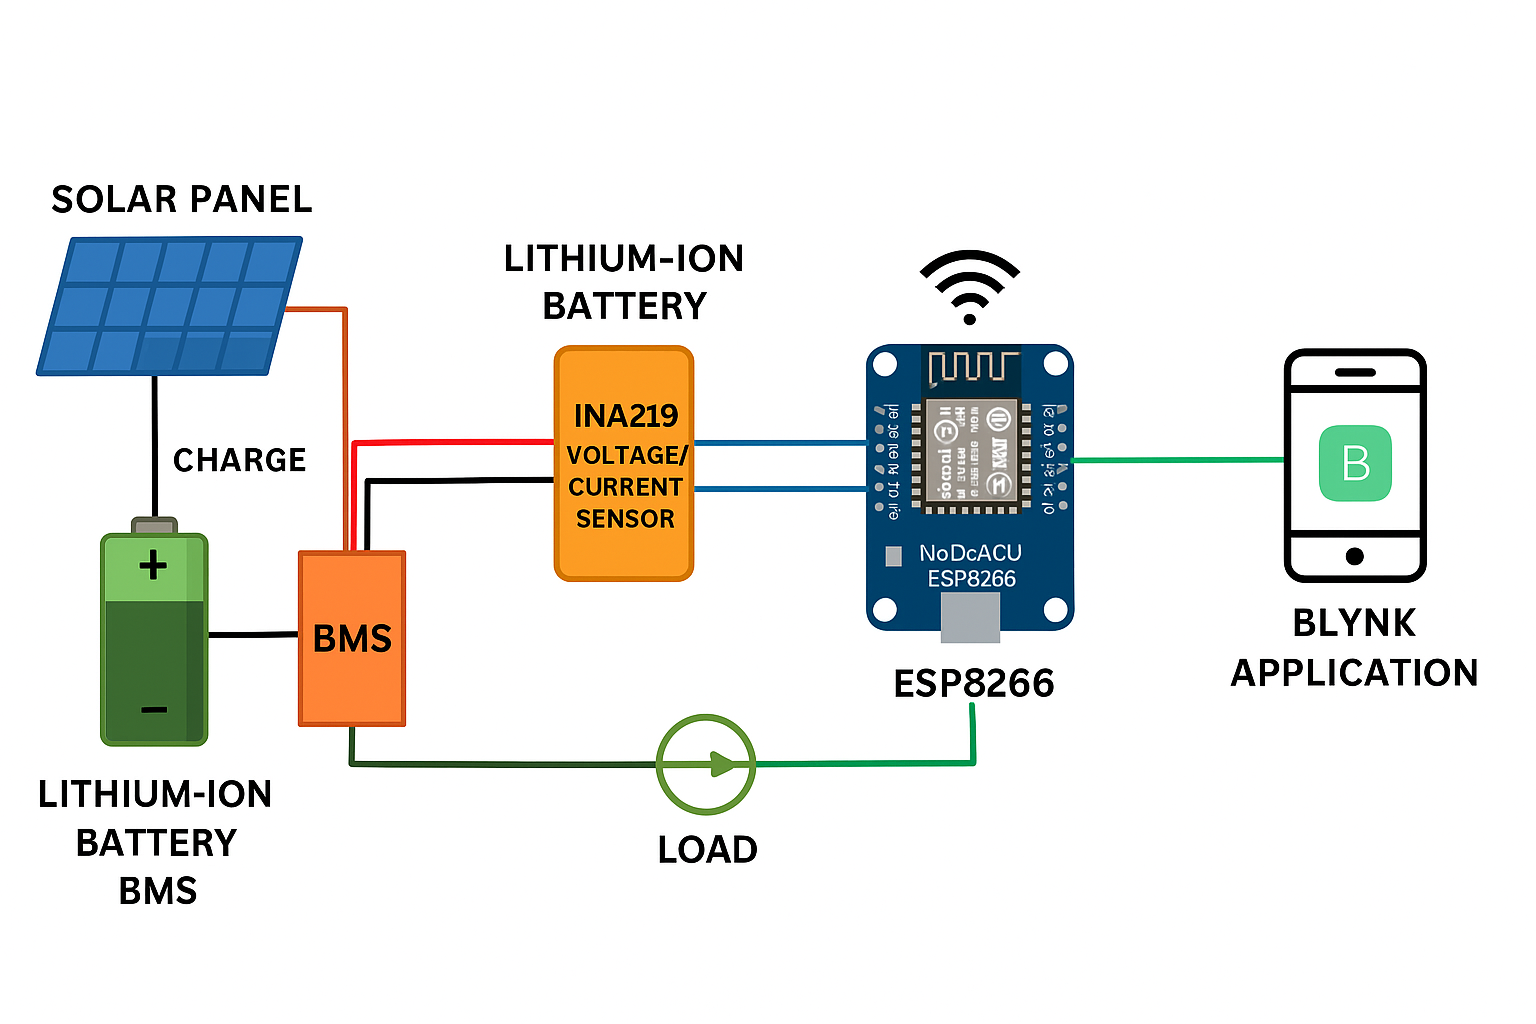 SOLAR PANEL
CHARGE
+
BMS
−
LITHIUM-ION
BATTERY
BMS
LITHIUM-ION
BATTERY
INA219
VOLTAGE/
CURRENT
SENSOR
NoDcACU
ESP8266
ESP8266
LOAD
B
BLYNK
APPLICATION